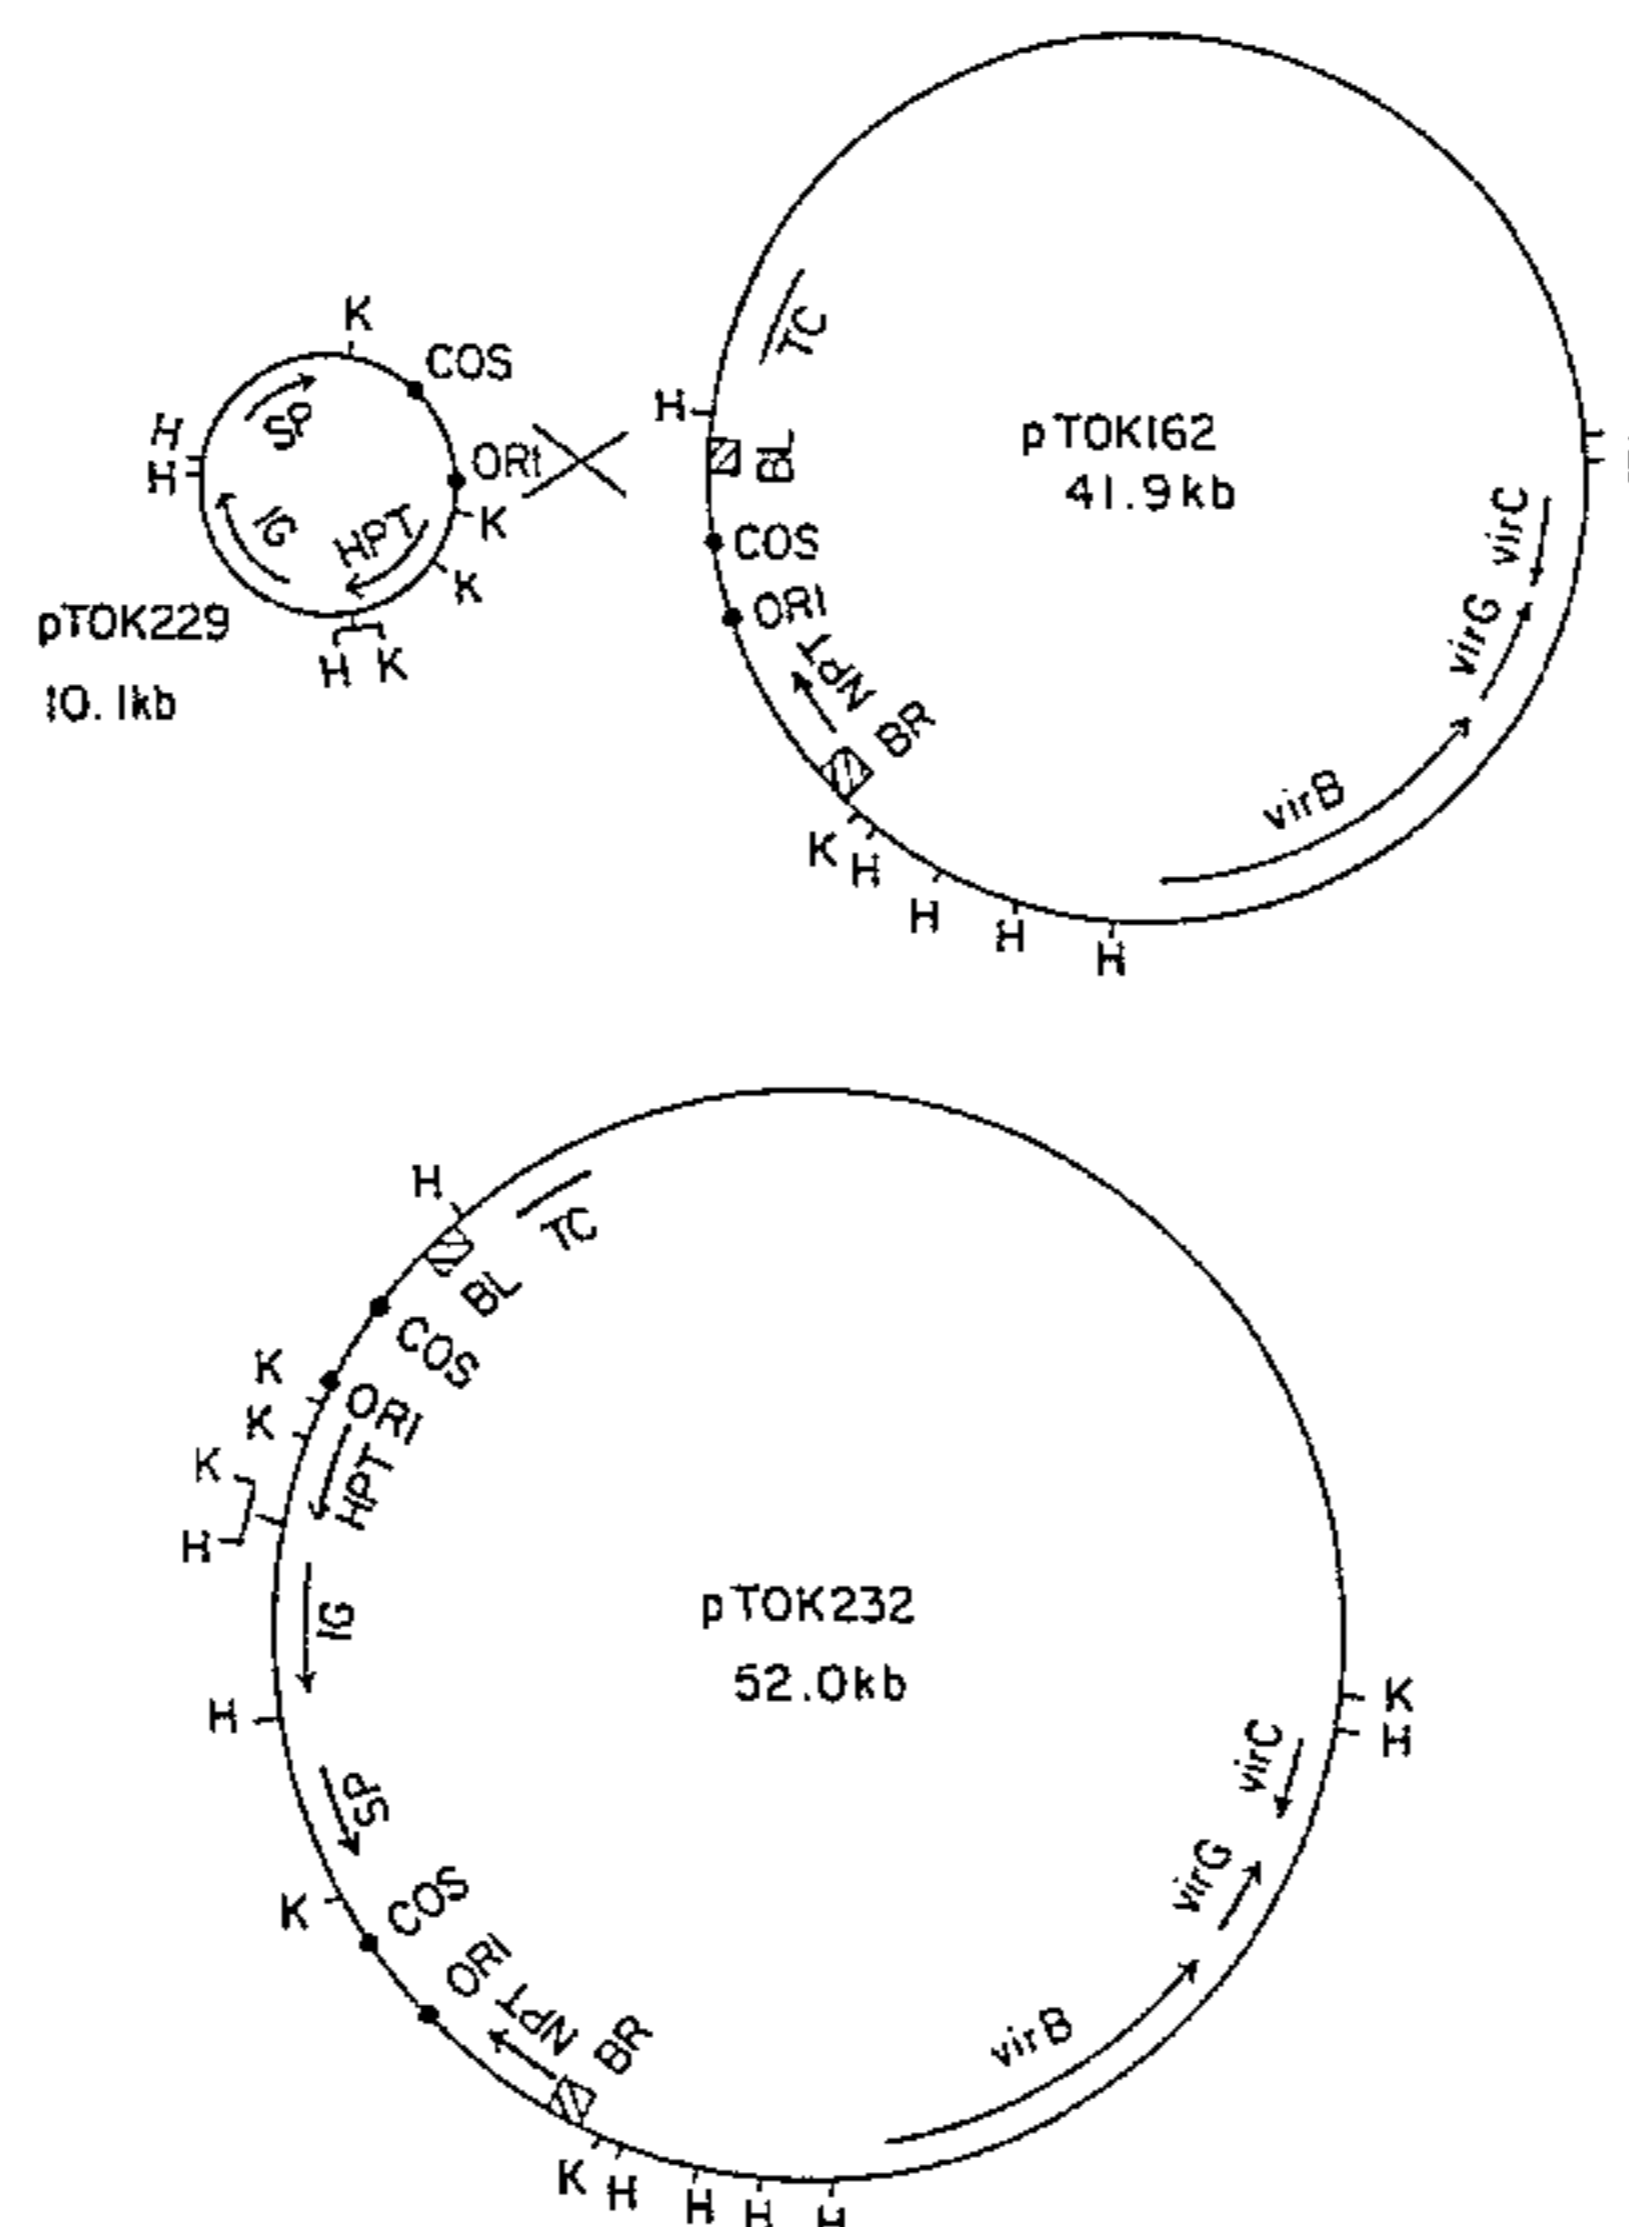 K
COS
SP
H
H
ORI
IG
HPT
K
K
pTOK229
H K
10.1kb
TC
H
BL
pTOK162
41.9kb
COS
ORI
NPT
BR
virC
virG
virB
K
H
H
H
H
H
TC
BL
COS
K
ORI
K
HPT
K
H
IG
pTOK232
52.0kb
H
K
H
virC
SP
virG
COS
K
ORI
NPT
BR
virB
K
H
H
H
H